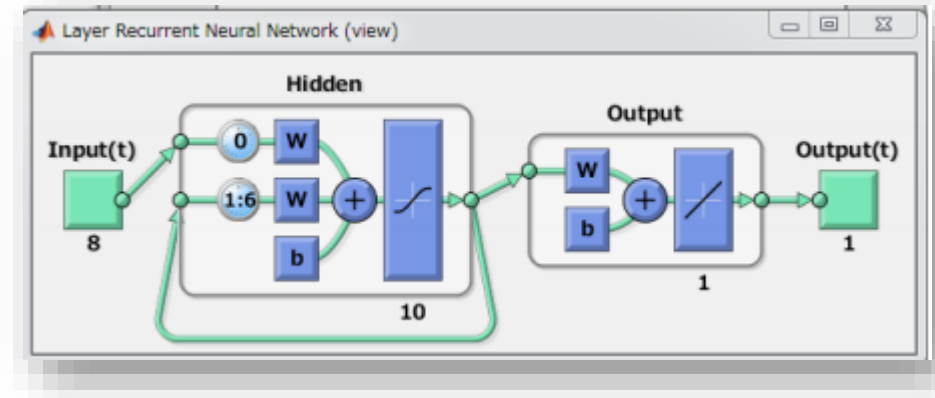 Layer Recurrent Neural Network (view)
Hidden
Output
Input(t)
Output(t)
0
W
1:6
W
+
b
W
+
b
8
10
1
1